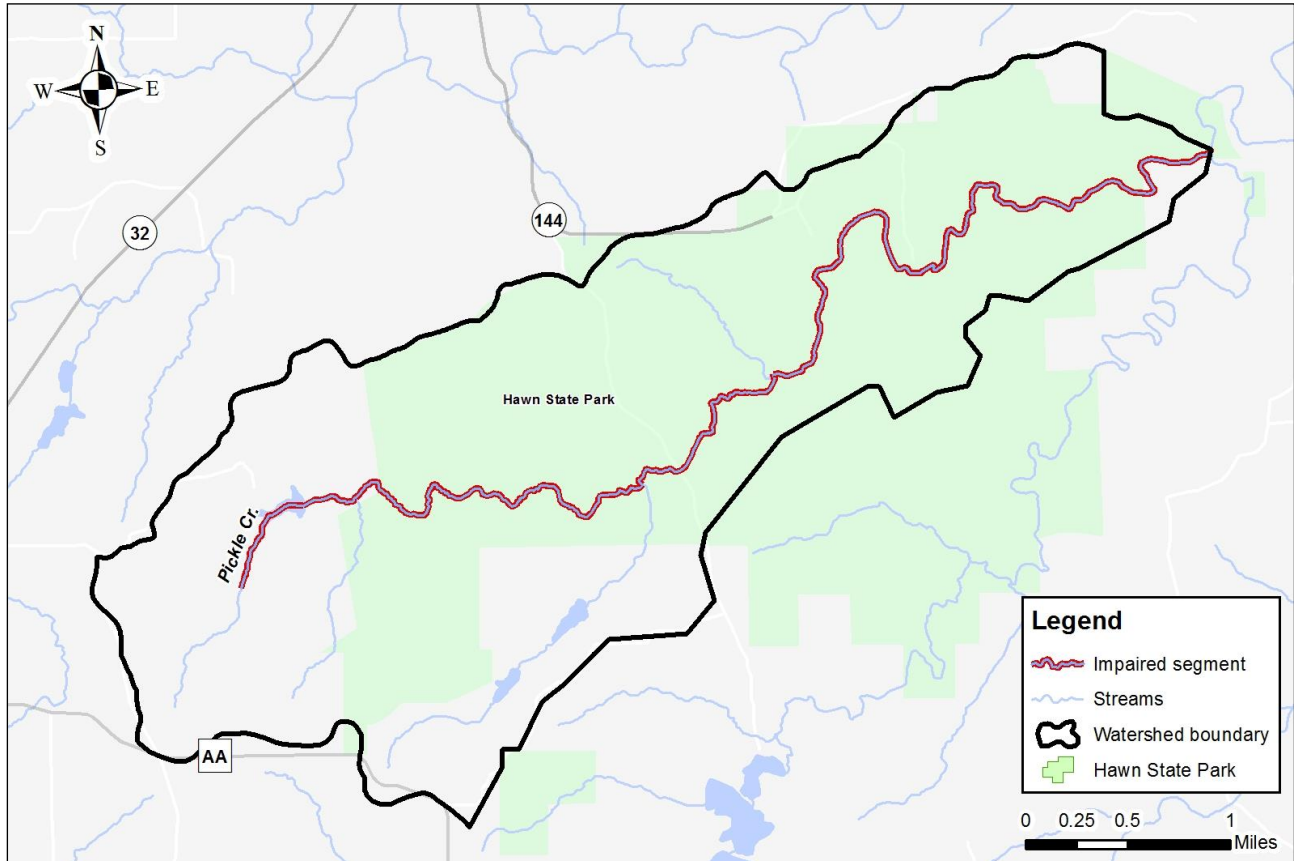 N
W E
S
32
144
Hawn State Park
Pickle Cr.
AA
Legend
Impaired segment
Streams
Watershed boundary
Hawn State Park
0 0.25 0.5 1
Miles